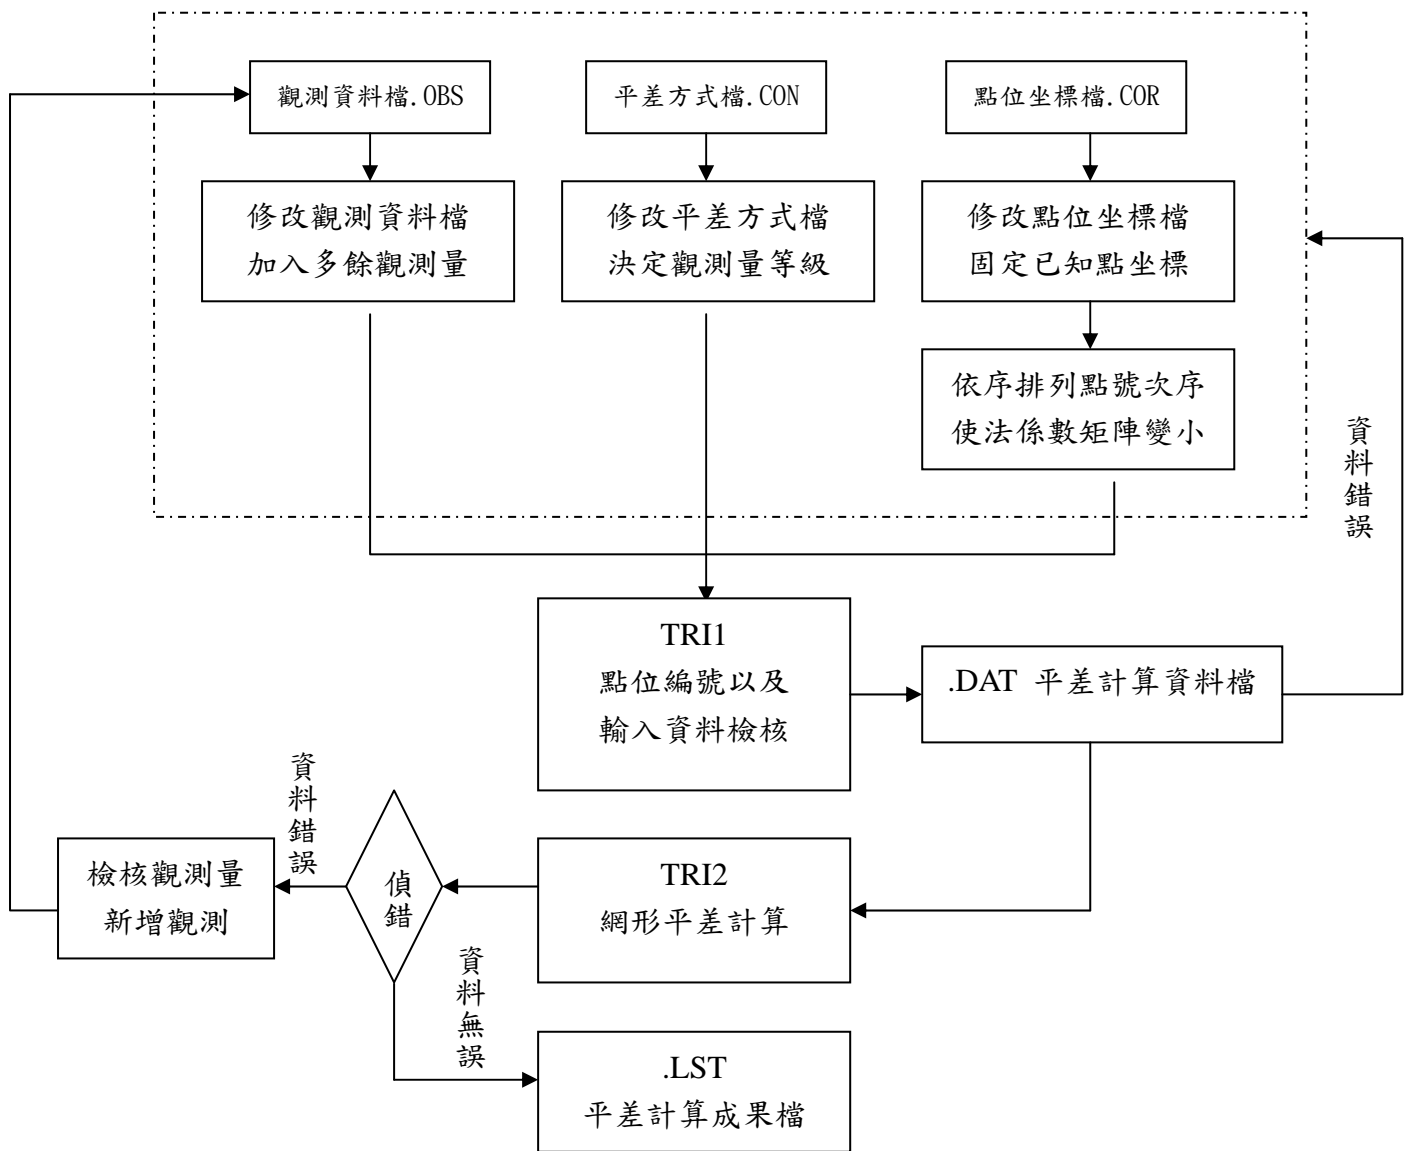 觀測資料檔.OBS
平差方式檔.CON
點位坐標檔.COR
修改觀測資料檔
加入多餘觀測量
修改平差方式檔
決定觀測量等級
修改點位坐標檔
固定已知點坐標
依序排列點號次序
使法係數矩陣變小
資料錯誤
TRI1
點位編號以及
輸入資料檢核
.DAT 平差計算資料檔
資料錯誤
檢核觀測量
新增觀測
偵錯
TRI2
網形平差計算
資料無誤
.LST
平差計算成果檔